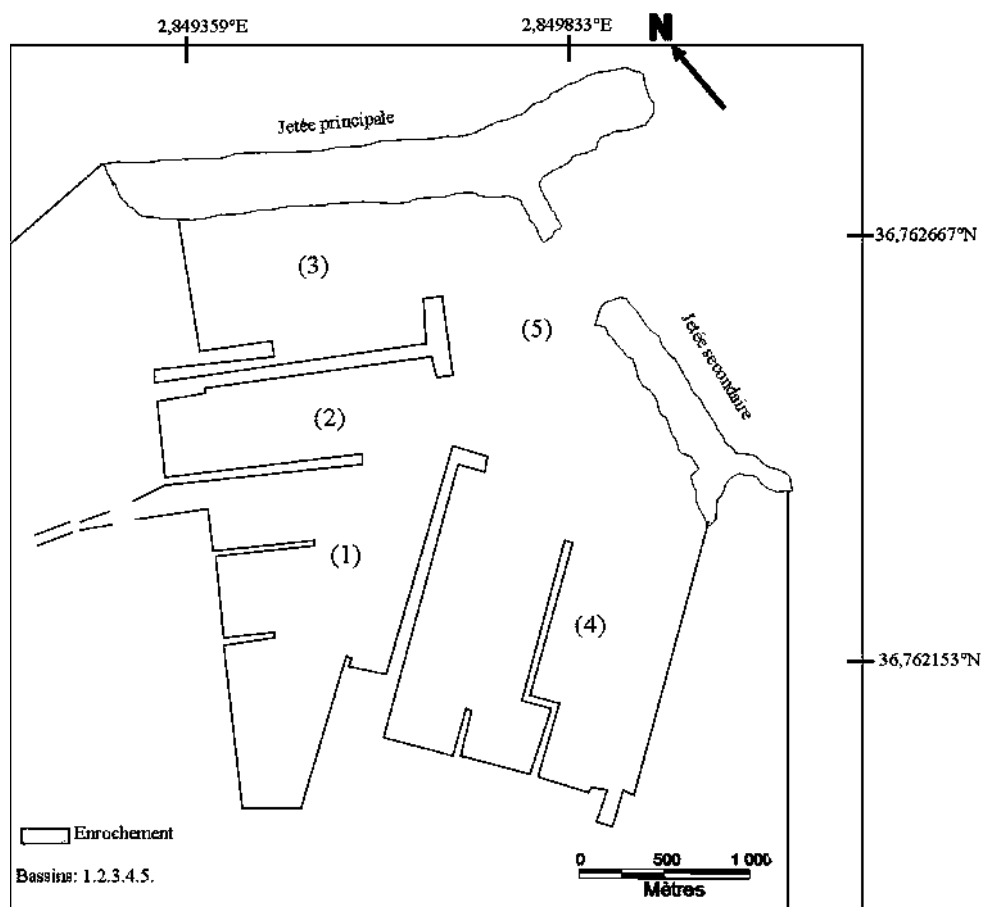 2,849359°E
2,849833°E
N
Jetée principale
36,762667°N
(3)
(5)
Jetée secondaire
(2)
(1)
(4)
36,762153°N
Enrochement
Bassins: 1.2.3.4.5.
0 500 1 000
Mètres